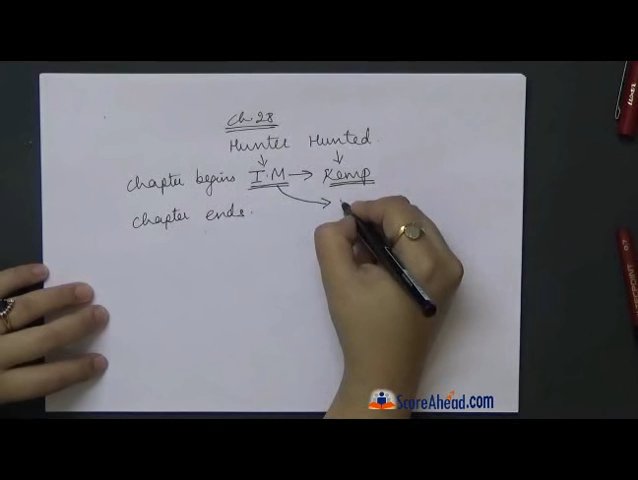 Ch. 28
Hunter Hunted
Chapter begins I.M → Kemp
Chapter ends.
ScoreAhead.com